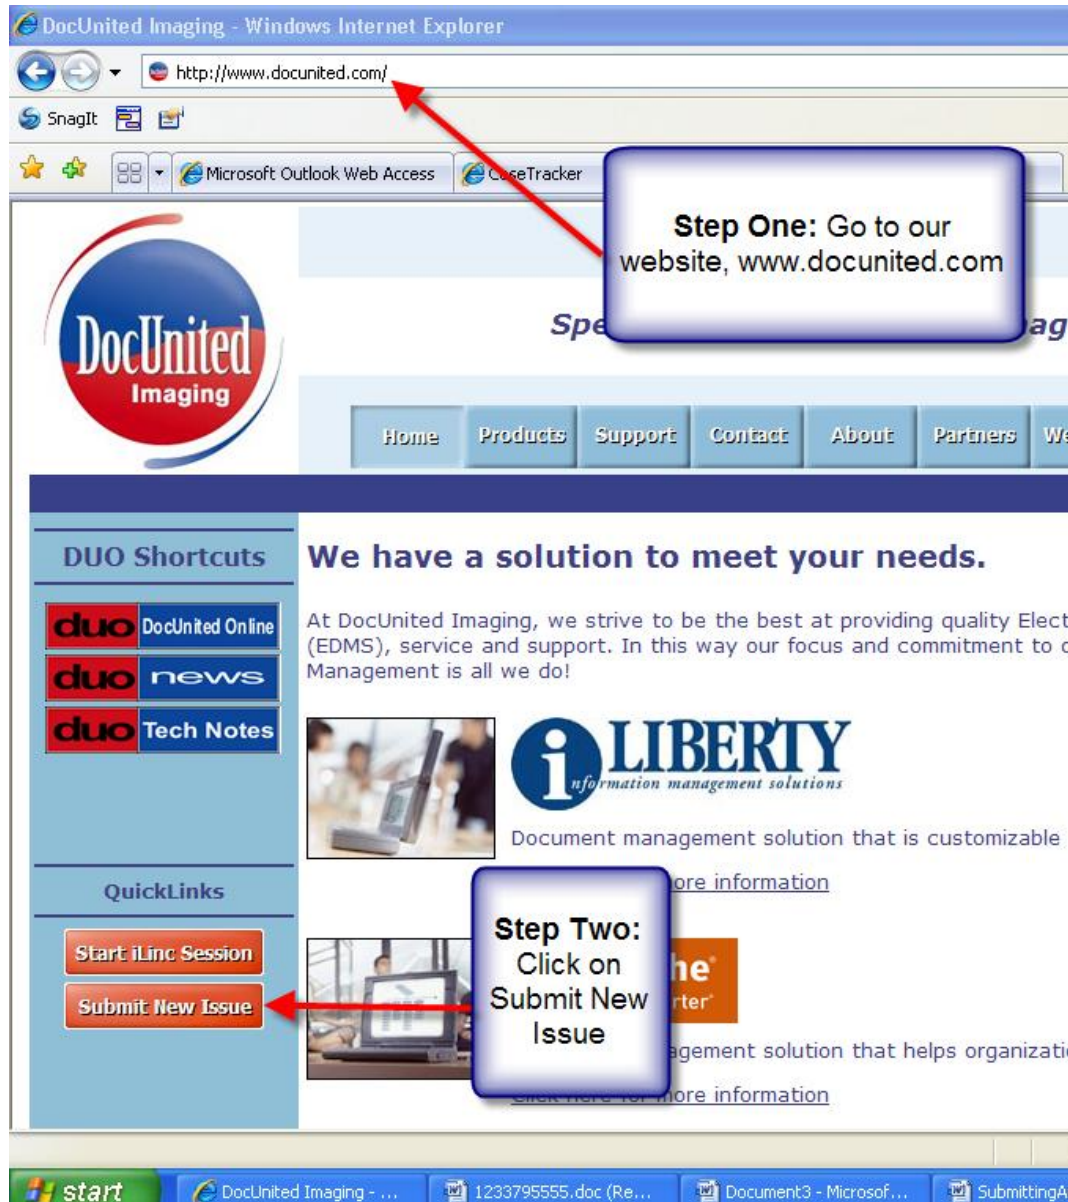 DocUnited Imaging - Windows Internet Explorer
http://www.docunited.com/
SnagIt
Microsoft Outlook Web Access
CaseTracker
Step One: Go to our
website, www.docunited.com
DocUnited
Imaging
Home
Products
Support
Contact
About
Partners
DUO Shortcuts
duo DocUnited Online
duo news
duo Tech Notes
We have a solution to meet your needs.
At DocUnited Imaging, we strive to be the best at providing quality Elect
(EDMS), service and support. In this way our focus and commitment to
Management is all we do!
i LIBERTY
nformation management solutions
Document management solution that is customizable
more information
QuickLinks
Start iLinc Session
Submit New Issue
Step Two:
Click on
Submit New
Issue
solution that helps
Click here for more information
start
DocUnited Imaging - ...
1233795555.doc (Re...
Document3 - Microsof...
SubmittingA